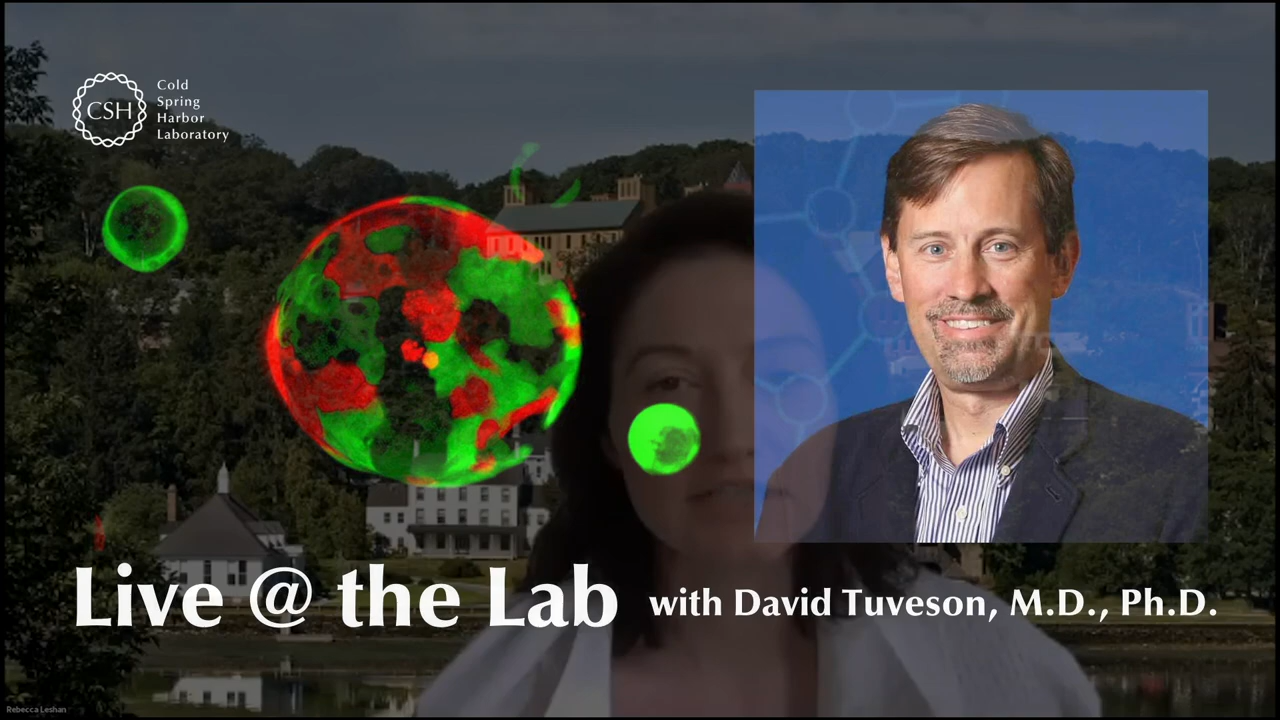 CSH
Cold
Spring
Harbor
Laboratory
Live @ the Lab with David Tuveson, M.D., Ph.D.
Rebecca Leshan